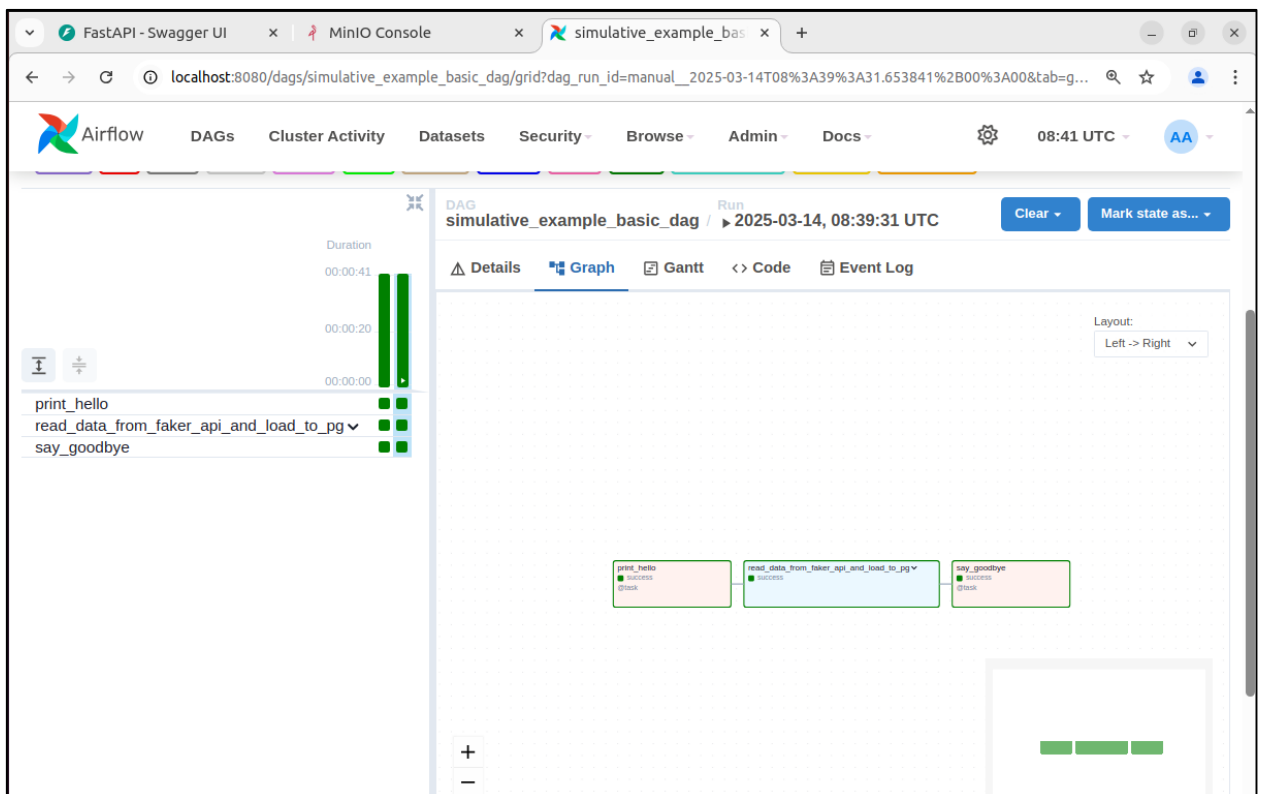 FastAPI - Swagger UI
MinIO Console
simulative_example_bas
localhost:8080/dags/simulative_example_basic_dag/grid?dag_run_id=manual__2025-03-14T08%3A39%3A31.653841%2B00%3A00&tab=g...
Airflow DAGs Cluster Activity Datasets Security Browse Admin Docs 08:41 UTC AA
DAG
simulative_example_basic_dag / Run 2025-03-14, 08:39:31 UTC
Clear
Mark state as...
Duration
00:00:41
00:00:20
00:00:00
print_hello
read_data_from_faker_api_and_load_to_pg
say_goodbye
Details Graph Gantt <> Code Event Log
Layout:
Left -> Right
print_hello
success
@task
read_data_from_faker_api_and_load_to_pg
success
say_goodbye
success
@task